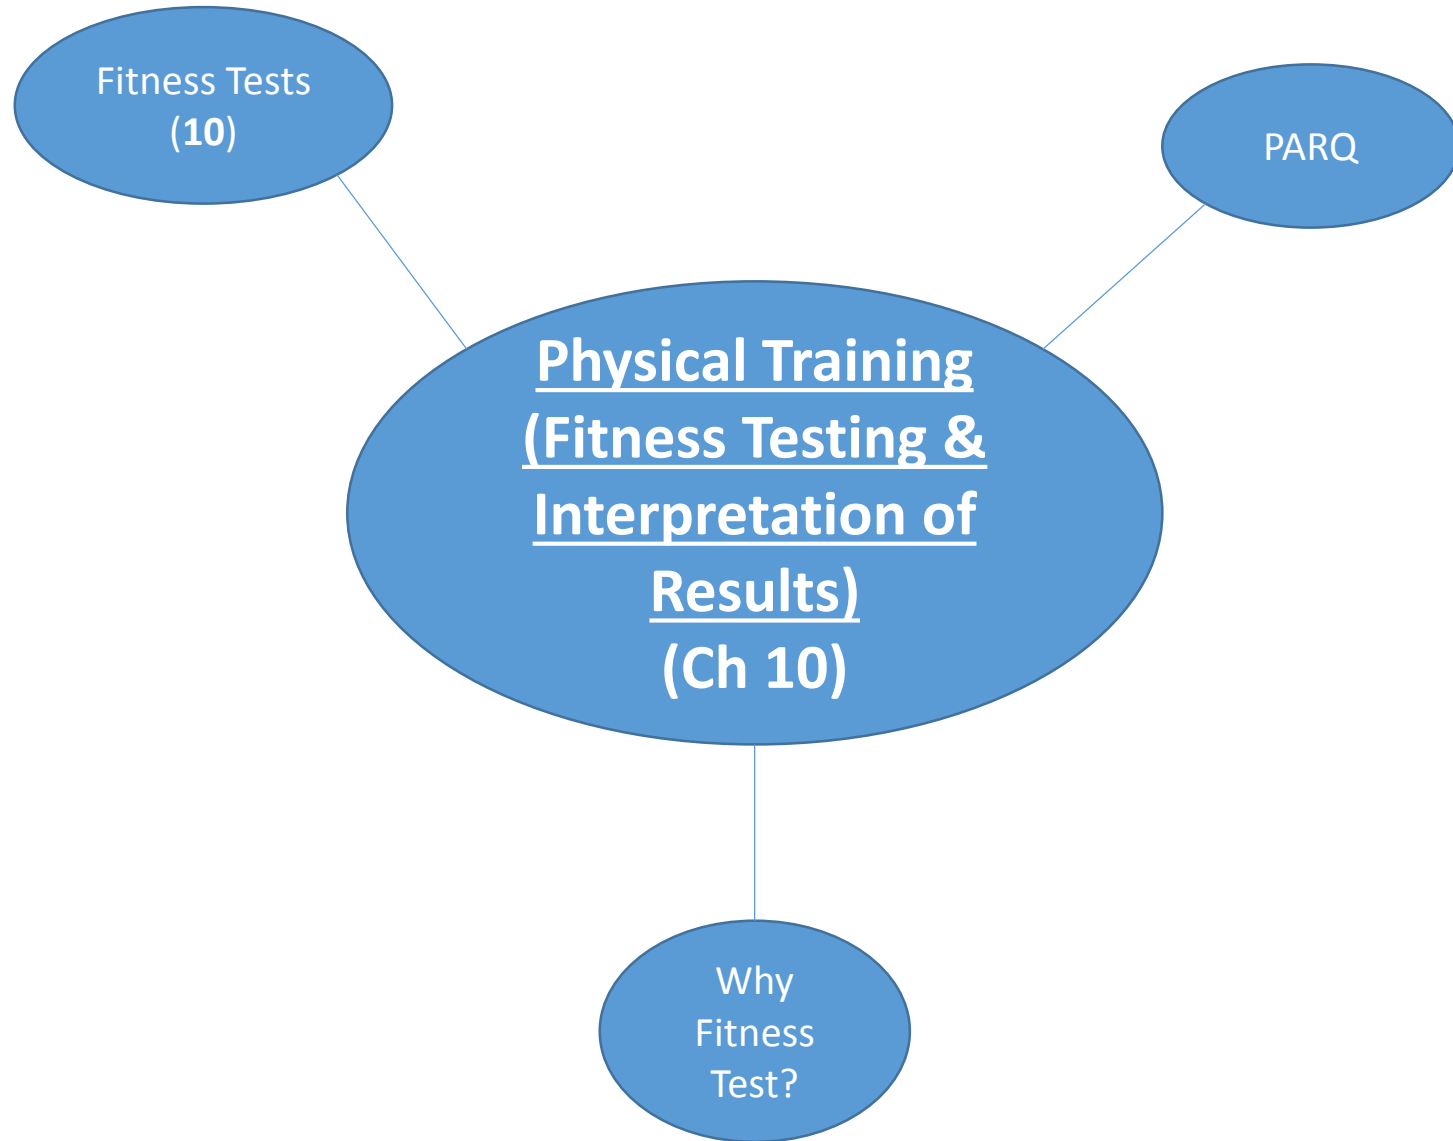 Fitness Tests
(10)
PARQ
Physical Training
(Fitness Testing &
Interpretation of
Results)
(Ch 10)
Why
Fitness
Test?